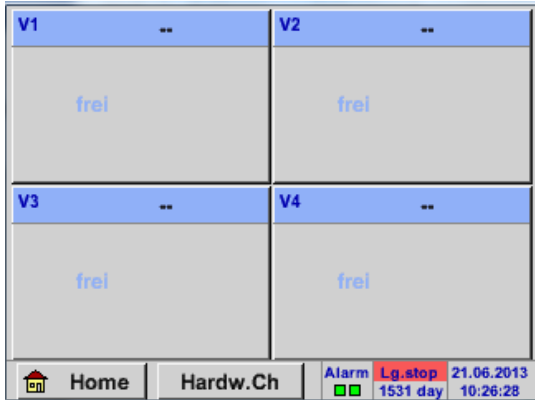 V1 --
V2 --
frei
frei
V3 --
V4 --
frei
frei
Home
Hardw.Ch
Alarm
Lg.stop
1531 day
21.06.2013
10:26:28